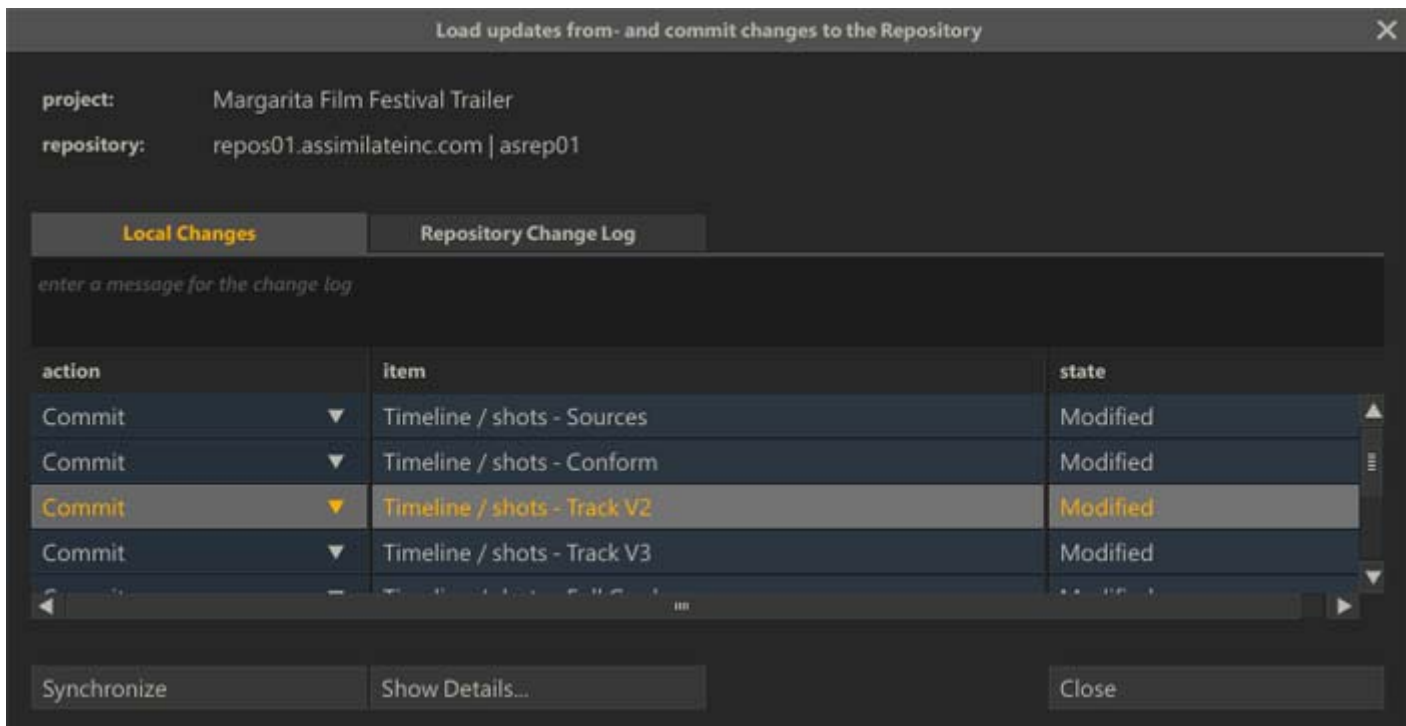 Load updates from- and commit changes to the Repository
project: Margarita Film Festival Trailer
repository: repos01.assimilateinc.com | asrep01
Local Changes Repository Change Log
enter a message for the change log
action item state
Commit Timeline / shots - Sources Modified
Commit Timeline / shots - Conform Modified
Commit Timeline / shots - Track V2 Modified
Commit Timeline / shots - Track V3 Modified
Synchronize Show Details... Close